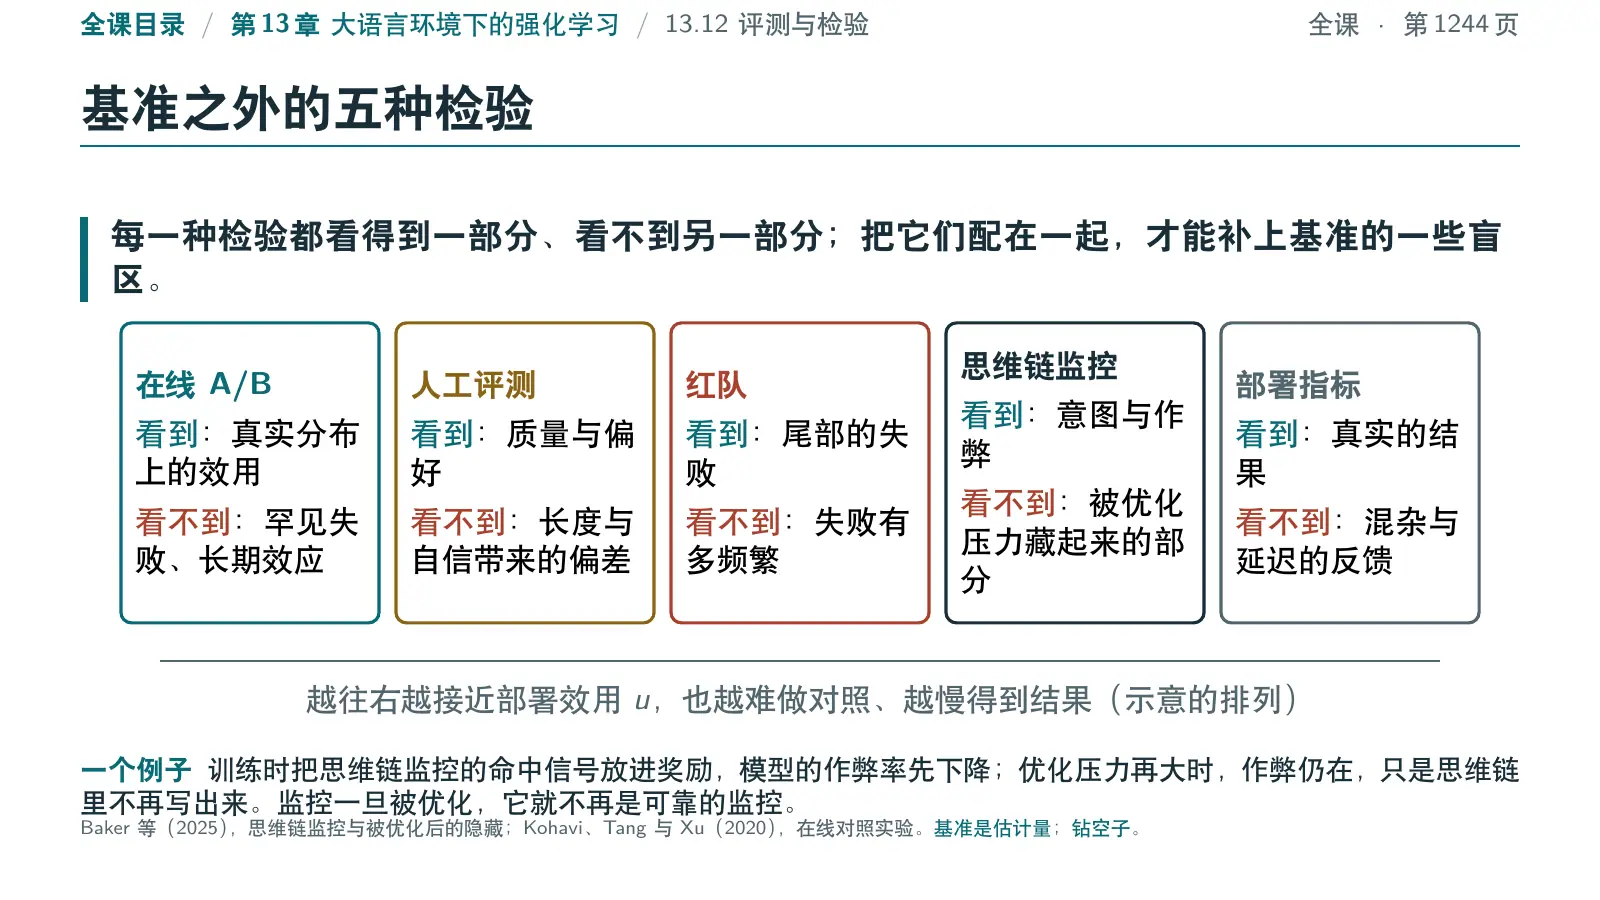 全课目录 / 第 13 章 大语言环境下的强化学习 / 13.12 评测与检验
全课 · 第 1244 页
基准之外的五种检验
每一种检验都看得到一部分、看不到另一部分；把它们配在一起，才能补上基准的一些盲
区。
在线 A/B
看到：真实分布
上的效用
看不到：罕见失
败、长期效应
人工评测
看到：质量与偏
好
看不到：长度与
自信带来的偏差
红队
看到：尾部的失
败
看不到：失败有
多频繁
思维链监控
看到：意图与作
弊
看不到：被优化
压力藏起来的部
分
部署指标
看到：真实的结
果
看不到：混杂与
延迟的反馈
越往右越接近部署效用 u，也越难做对照、越慢得到结果（示意的排列）
一个例子 训练时把思维链监控的命中信号放进奖励，模型的作弊率先下降；优化压力再大时，作弊仍在，只是思维链
里不再写出来。监控一旦被优化，它就不再是可靠的监控。
Baker 等（2025），思维链监控与被优化后的隐藏；Kohavi、Tang 与 Xu（2020），在线对照实验。基准是估计量；钻空子。